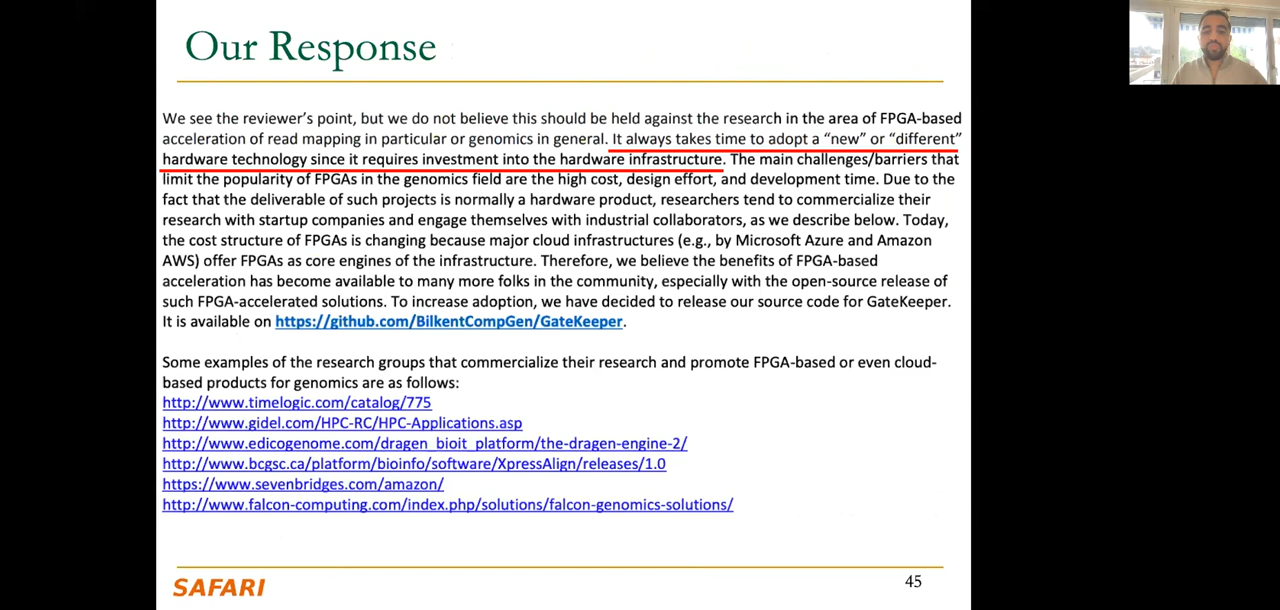 Our Response
We see the reviewer's point, but we do not believe this should be held against the research in the area of FPGA-based
acceleration of read mapping in particular or genomics in general. It always takes time to adopt a “new” or “different”
hardware technology since it requires investment into the hardware infrastructure. The main challenges/barriers that
limit the popularity of FPGAs in the genomics field are the high cost, design effort, and development time. Due to the
fact that the deliverable of such projects is normally a hardware product, researchers tend to commercialize their
research with startup companies and engage themselves with industrial collaborators, as we describe below. Today,
the cost structure of FPGAs is changing because major cloud infrastructures (e.g., by Microsoft Azure and Amazon
AWS) offer FPGAs as core engines of the infrastructure. Therefore, we believe the benefits of FPGA-based
acceleration has become available to many more folks in the community, especially with the open-source release of
such FPGA-accelerated solutions. To increase adoption, we have decided to release our source code for GateKeeper.
It is available on https://github.com/BilkentCompGen/GateKeeper.
Some examples of the research groups that commercialize their research and promote FPGA-based or even cloud-
based products for genomics are as follows:
http://www.timelogic.com/catalog/775
http://www.gidel.com/HPC-RC/HPC-Applications.asp
http://www.edicogenome.com/dragen_bioit_platform/the-dragen-engine-2/
http://www.bcgsc.ca/platform/bioinfo/software/XpressAlign/releases/1.0
https://www.sevenbridges.com/amazon/
http://www.falcon-computing.com/index.php/solutions/falcon-genomics-solutions/
SAFARI
45